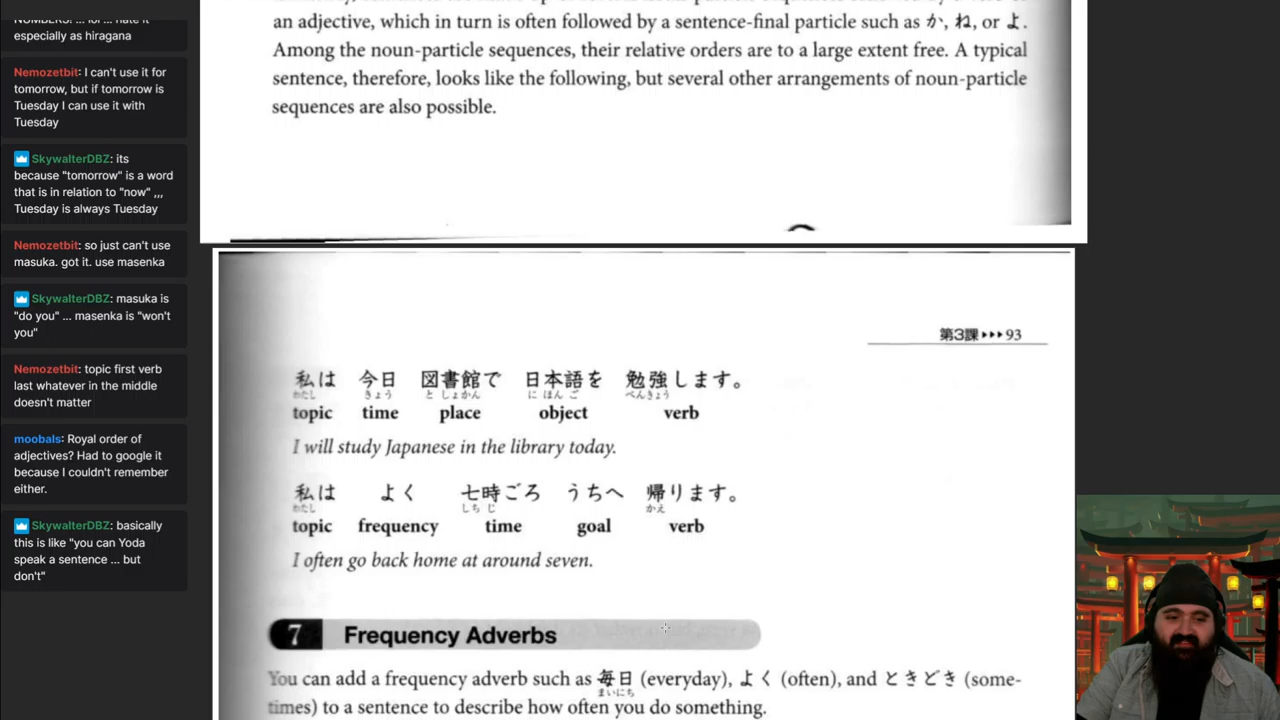 NUMBERS! ... for... hate it
especially as hiragana
Nemozetbit: I can't use it for
tomorrow, but if tomorrow is
Tuesday I can use it with
Tuesday
SkywalterDBZ: its
because "tomorrow" is a word
that is in relation to "now" ,,,
Tuesday is always Tuesday
Nemozetbit: so just can't use
masuka. got it. use masenka
SkywalterDBZ: masuka is
"do you" ... masenka is "won't
you"
Nemozetbit: topic first verb
last whatever in the middle
doesn't matter
moobals: Royal order of
adjectives? Had to google it
because I couldn't remember
either.
SkywalterDBZ: basically
this is like "you can Yoda
speak a sentence ... but
don't"
an adjective, which in turn is often followed by a sentence-final particle such as か, ね, or よ.
Among the noun-particle sequences, their relative orders are to a large extent free. A typical
sentence, therefore, looks like the following, but several other arrangements of noun-particle
sequences are also possible.
第3課▶▶▶93
私は 今日 図書館で 日本語を 勉強します。
わたし きょう としょかん にほんご べんきょう
topic time place object verb
I will study Japanese in the library today.
私は よく 七時ごろ うちへ 帰ります。
わたし しちじ かえ
topic frequency time goal verb
I often go back home at around seven.
7 Frequency Adverbs
You can add a frequency adverb such as 毎日 (everyday), よく (often), and ときどき (some-
まいにち
times) to a sentence to describe how often you do something.